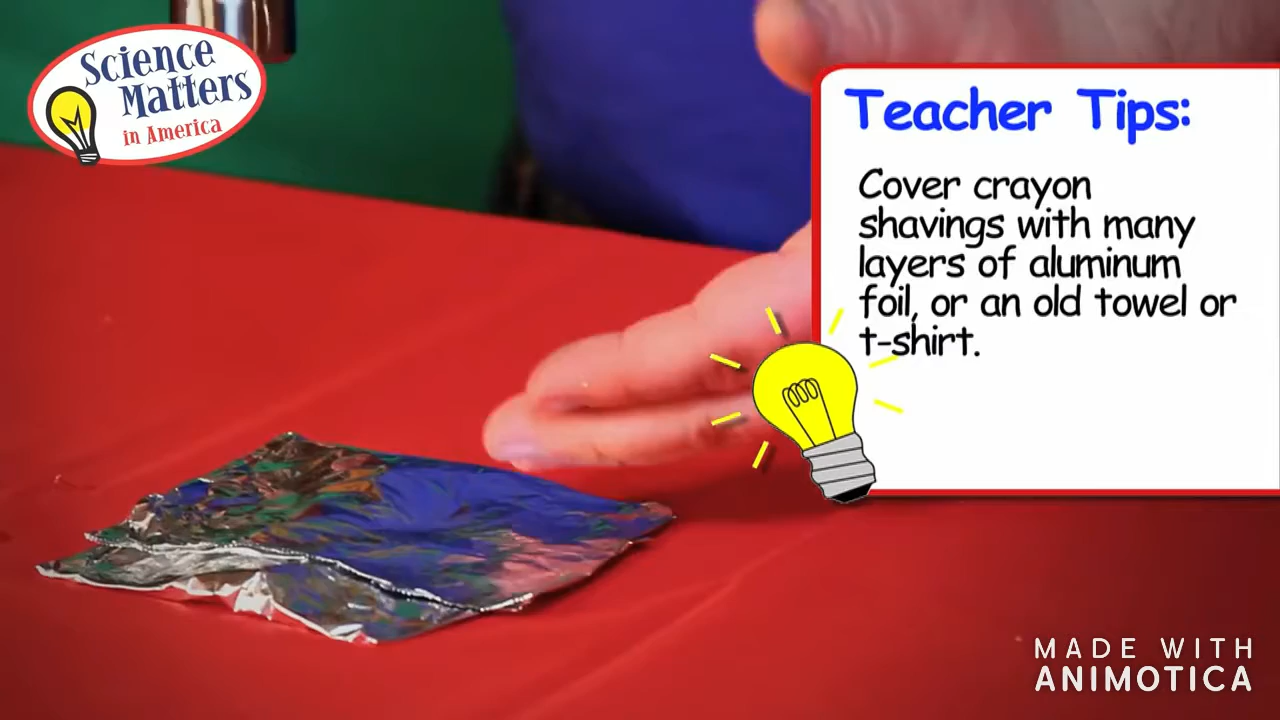 Science
Matters
in America
Teacher Tips:
Cover crayon
shavings with many
layers of aluminum
foil, or an old towel or
t-shirt.
MADE WITH
ANIMOTICA